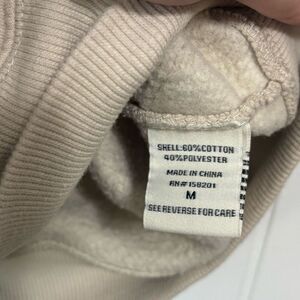 SHELL:60%COTTON
40%POLYESTER
MADE IN CHINA
RN#158201
M
SEE REVERSE FOR CARE